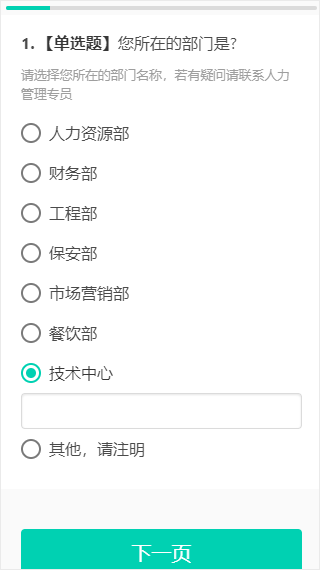 1.【单选题】您所在的部门是?
请选择您所在的部门名称，若有疑问请联系人力
管理专员
人力资源部
财务部
工程部
保安部
市场营销部
餐饮部
技术中心
其他，请注明
下一页